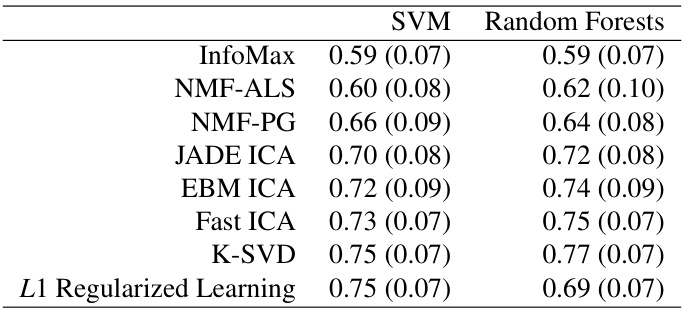 SVM Random Forests
InfoMax 0.59 (0.07) 0.59 (0.07)
NMF-ALS 0.60 (0.08) 0.62 (0.10)
NMF-PG 0.66 (0.09) 0.64 (0.08)
JADE ICA 0.70 (0.08) 0.72 (0.08)
EBM ICA 0.72 (0.09) 0.74 (0.09)
Fast ICA 0.73 (0.07) 0.75 (0.07)
K-SVD 0.75 (0.07) 0.77 (0.07)
L1 Regularized Learning 0.75 (0.07) 0.69 (0.07)